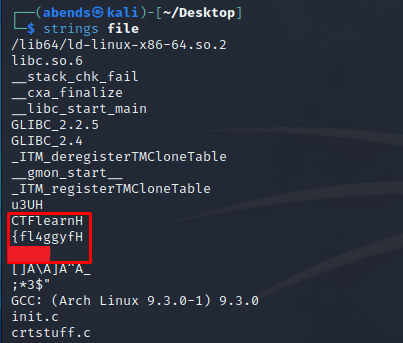 (abends㉿kali)-[~/Desktop]
$ strings file
/lib64/ld-linux-x86-64.so.2
libc.so.6
__stack_chk_fail
__cxa_finalize
__libc_start_main
GLIBC_2.2.5
GLIBC_2.4
_ITM_deregisterTMCloneTable
__gmon_start__
_ITM_registerTMCloneTable
u3UH
CTFlearnH
{fl4ggyfH
[]A\A]A^A_
;*3$"
GCC: (Arch Linux 9.3.0-1) 9.3.0
init.c
crtstuff.c